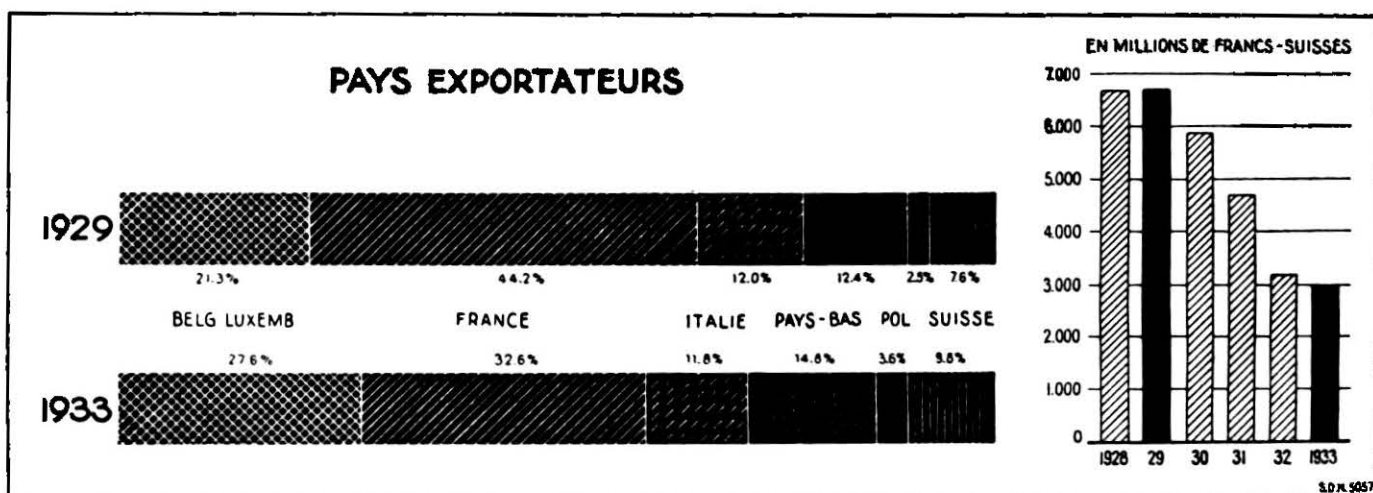 PAYS EXPORTATEURS
1929
21.3% 44.2% 12.0% 12.4% 2.5% 7.6%
BELG LUXEMB FRANCE ITALIE PAYS-BAS POL SUISSE
27.6% 32.6% 11.8% 14.6% 3.6% 9.8%
1933
EN MILLIONS DE FRANCS-SUISSES
7.000
6.000
5.000
4.000
3.000
2.000
1.000
0
1928 29 30 31 32 1933
S.D.N. 5057